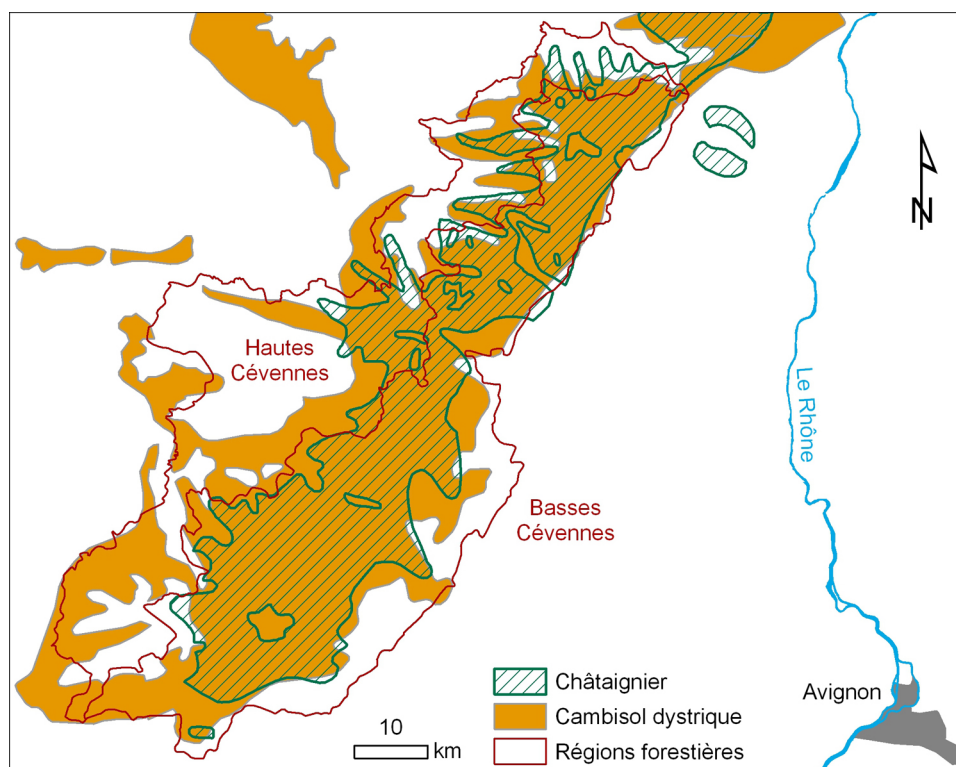 Hautes
Cévennes
Le Rhône
Basses
Cévennes
N
Châtaignier
Cambisol dystrique
Régions forestières
10
km
Avignon